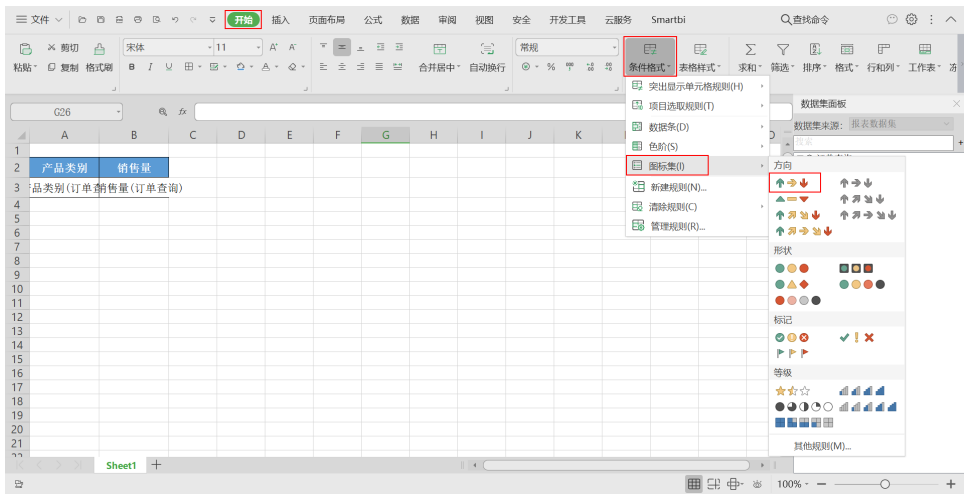 文件 开始 插入 页面布局 公式 数据 审阅 视图 安全 开发工具 云服务 Smartbi 查找命令
剪切 宋体 11 A⁺ A⁻ 常规
粘贴 复制 格式刷 B I U 合并居中 自动换行 % 条件格式 表格样式 求和 筛选 排序 格式 行和列 工作表 冻
突出显示单元格规则(H)
项目选取规则(T)
数据条(D)
色阶(S)
图标集(I)
新建规则(N)...
清除规则(C)
管理规则(R)...
G26 fx
数据集面板
数据集来源: 报表数据集
搜索
A B C D E F G H I J K
1
2 产品类别 销售量
3 品类别(订单查 销售量(订单查询)
4
5
6
7
8
9
10
11
12
13
14
15
16
17
18
19
20
21
方向
形状
标记
等级
其他规则(M)...
Sheet1 +
100% − +